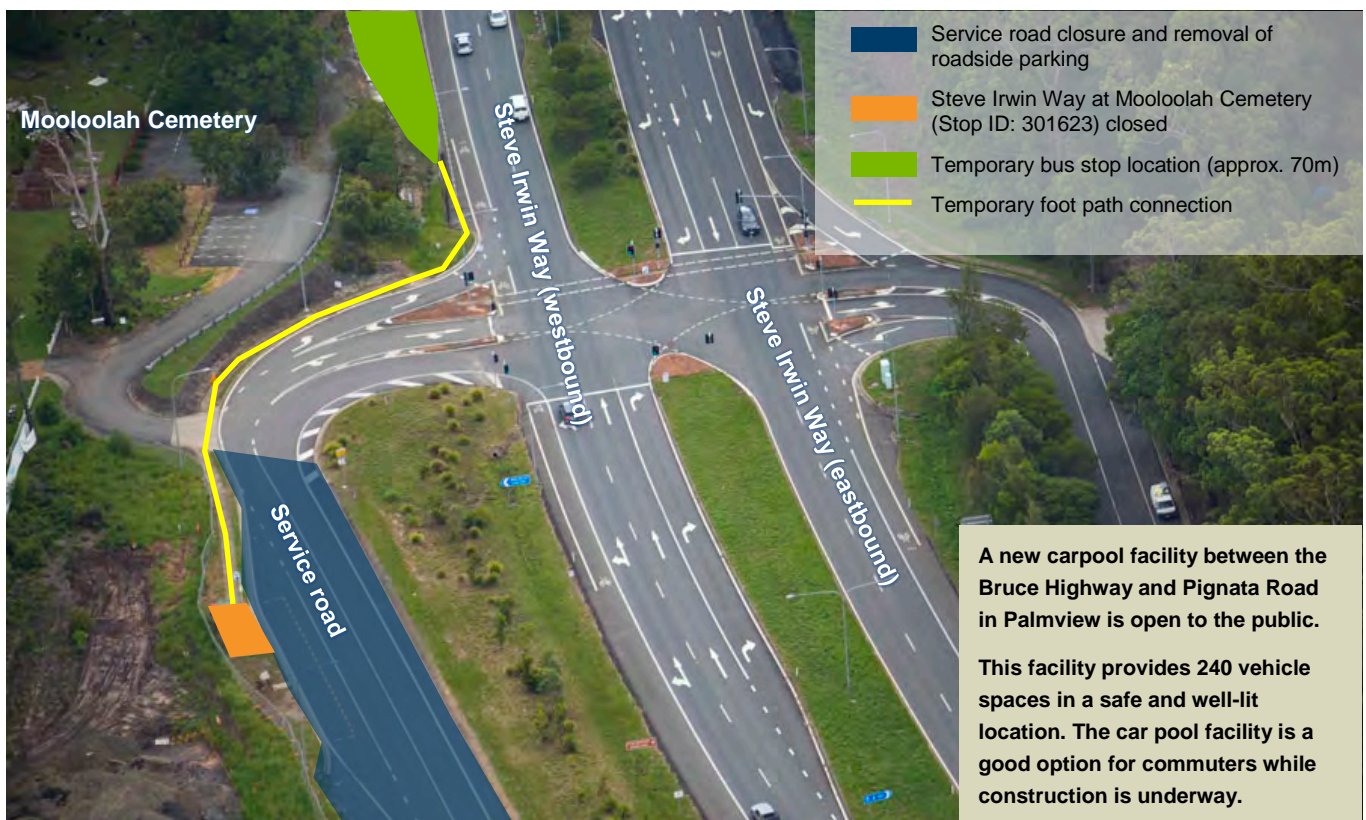 Service road closure and removal of
roadside parking
Steve Irwin Way at Mooloolah Cemetery
(Stop ID: 301623) closed
Temporary bus stop location (approx. 70m)
Temporary foot path connection
Mooloolah Cemetery
Steve Irwin Way (westbound)
Steve Irwin Way (eastbound)
Service road
A new carpool facility between the
Bruce Highway and Pignata Road
in Palmview is open to the public.
This facility provides 240 vehicle
spaces in a safe and well-lit
location. The car pool facility is a
good option for commuters while
construction is underway.